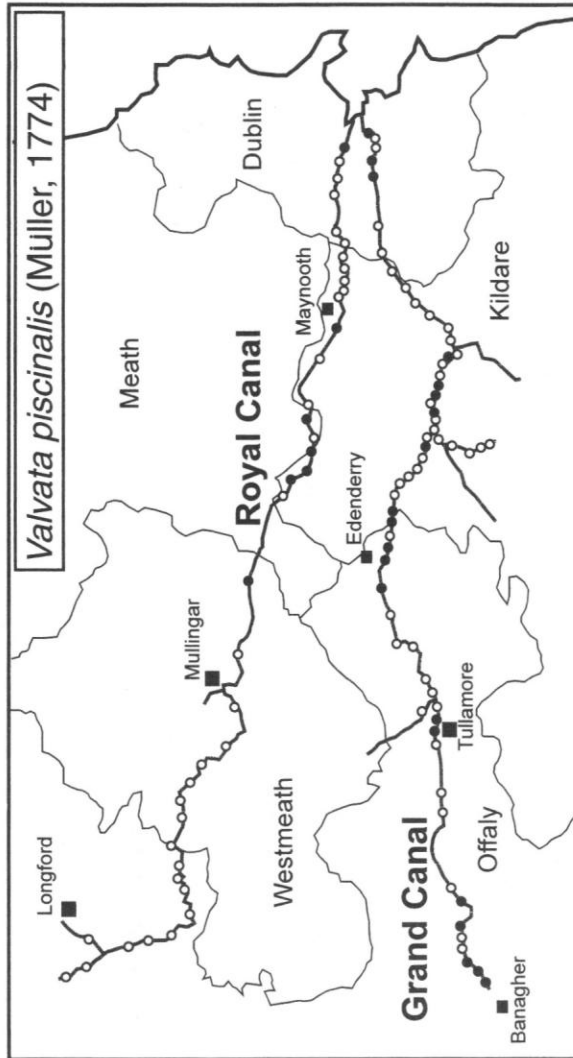 Valvata piscinalis (Müller, 1774)
Meath
Dublin
Longford
Mullingar
Royal Canal
Maynooth
Westmeath
Edenderry
Kildare
Grand Canal
Tullamore
Offaly
Banagher